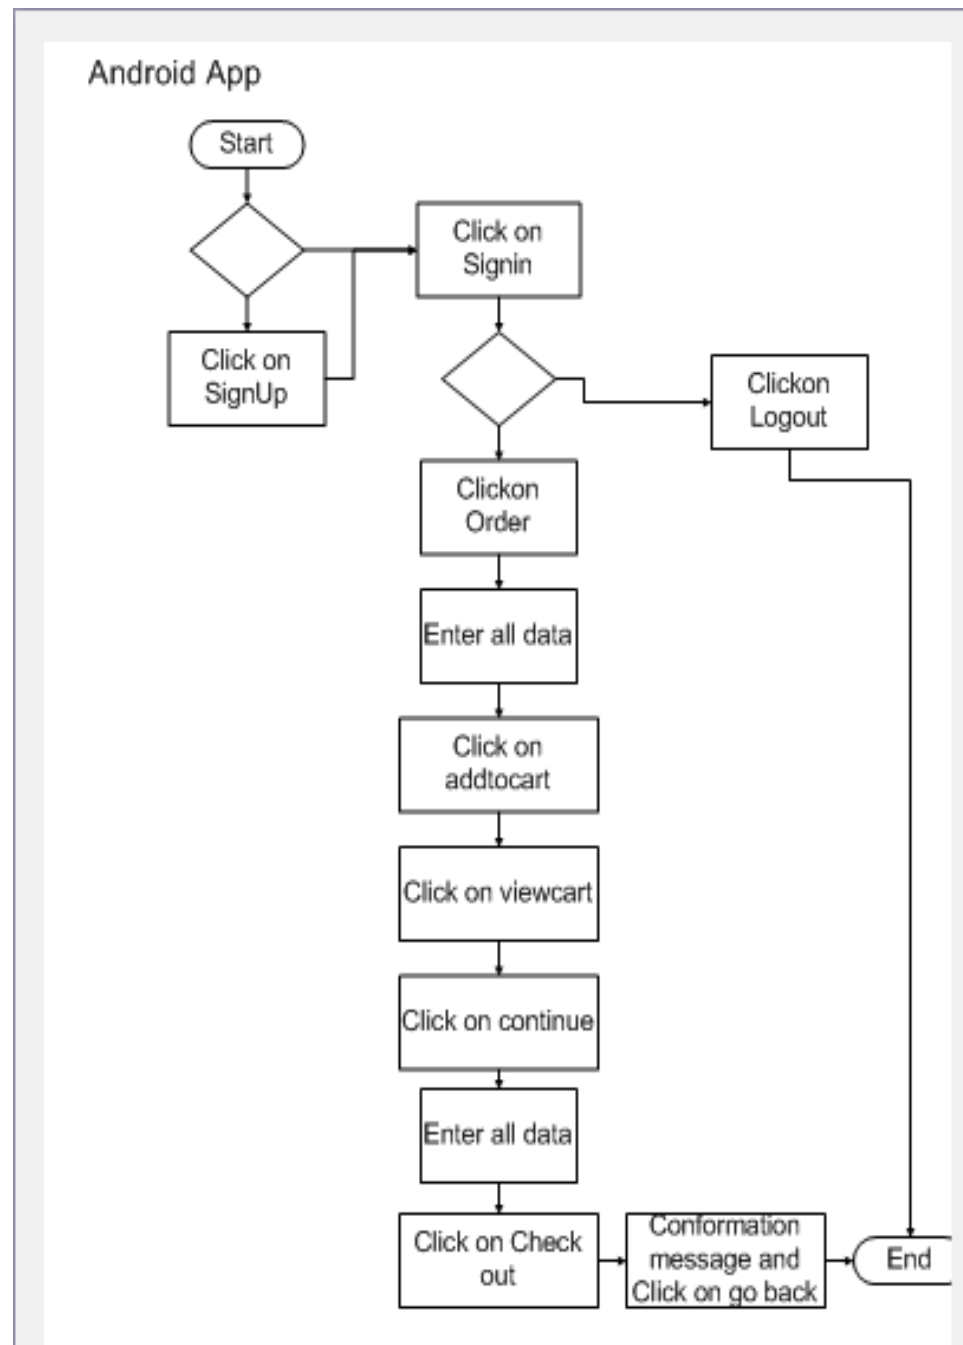 Android App
Start
Click on
Signin
Click on
SignUp
Clickon
Logout
Clickon
Order
Enter all data
Click on
addtocart
Click on viewcart
Click on continue
Enter all data
Click on Check
out
Conformation
message and
Click on go back
End